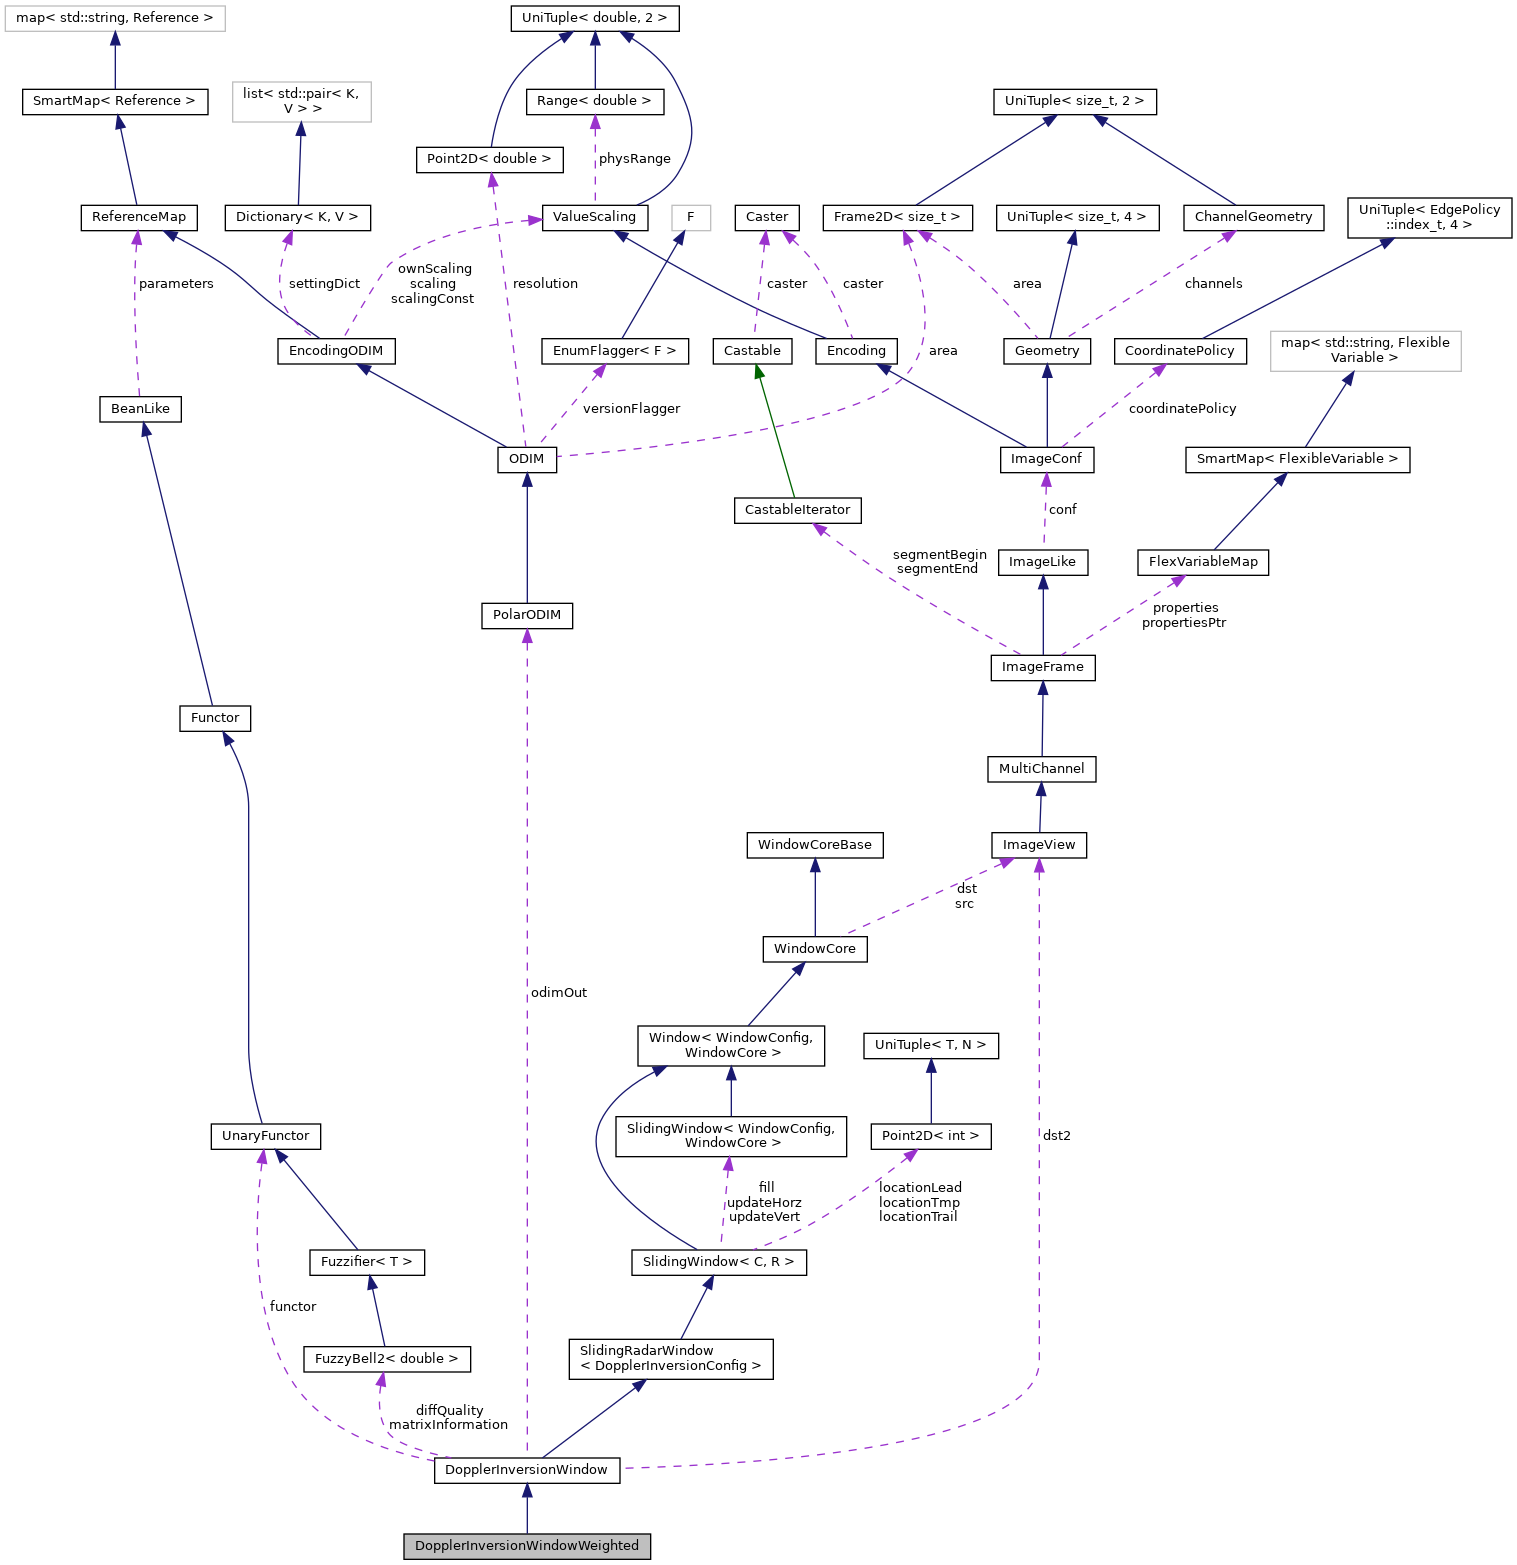 map< std::string, Reference >
UniTuple< double, 2 >
SmartMap< Reference >
list< std::pair< K,
V > >
Range< double >
UniTuple< size_t, 2 >
Point2D< double >
physRange
ReferenceMap
Dictionary< K, V >
ValueScaling
F
Caster
Frame2D< size_t >
UniTuple< size_t, 4 >
ChannelGeometry
UniTuple< EdgePolicy
::index_t, 4 >
parameters
settingDict
ownScaling
scaling
scalingConst
resolution
caster
caster
area
channels
EncodingODIM
EnumFlagger< F >
Castable
Encoding
area
Geometry
CoordinatePolicy
map< std::string, Flexible
Variable >
BeanLike
versionFlagger
coordinatePolicy
ODIM
ImageConf
SmartMap< FlexibleVariable >
CastableIterator
conf
segmentBegin
segmentEnd
ImageLike
FlexVariableMap
PolarODIM
properties
propertiesPtr
ImageFrame
Functor
MultiChannel
WindowCoreBase
ImageView
dst
src
WindowCore
odimOut
Window< WindowConfig,
WindowCore >
UniTuple< T, N >
UnaryFunctor
SlidingWindow< WindowConfig,
WindowCore >
Point2D< int >
dst2
fill
updateHorz
updateVert
locationLead
locationTmp
locationTrail
Fuzzifier< T >
SlidingWindow< C, R >
functor
FuzzyBell2< double >
SlidingRadarWindow
< DopplerInversionConfig >
diffQuality
matrixInformation
DopplerInversionWindow
DopplerInversionWindowWeighted